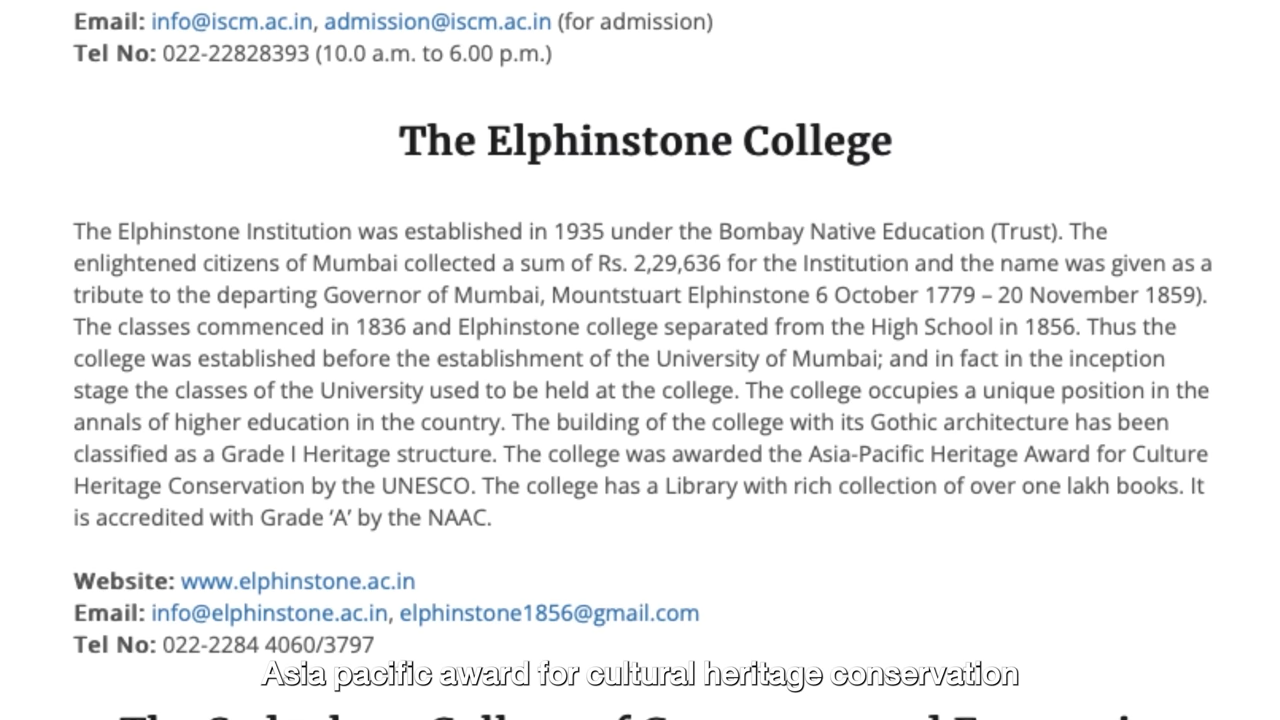 Email: info@iscm.ac.in, admission@iscm.ac.in (for admission)
Tel No: 022-22828393 (10.0 a.m. to 6.00 p.m.)
The Elphinstone College
The Elphinstone Institution was established in 1935 under the Bombay Native Education (Trust). The
enlightened citizens of Mumbai collected a sum of Rs. 2,29,636 for the Institution and the name was given as a
tribute to the departing Governor of Mumbai, Mountstuart Elphinstone 6 October 1779 – 20 November 1859).
The classes commenced in 1836 and Elphinstone college separated from the High School in 1856. Thus the
college was established before the establishment of the University of Mumbai; and in fact in the inception
stage the classes of the University used to be held at the college. The college occupies a unique position in the
annals of higher education in the country. The building of the college with its Gothic architecture has been
classified as a Grade I Heritage structure. The college was awarded the Asia-Pacific Heritage Award for Culture
Heritage Conservation by the UNESCO. The college has a Library with rich collection of over one lakh books. It
is accredited with Grade ‘A’ by the NAAC.
Website: www.elphinstone.ac.in
Email: info@elphinstone.ac.in, elphinstone1856@gmail.com
Tel No: 022-2284 4060/3797
Asia pacific award for cultural heritage conservation